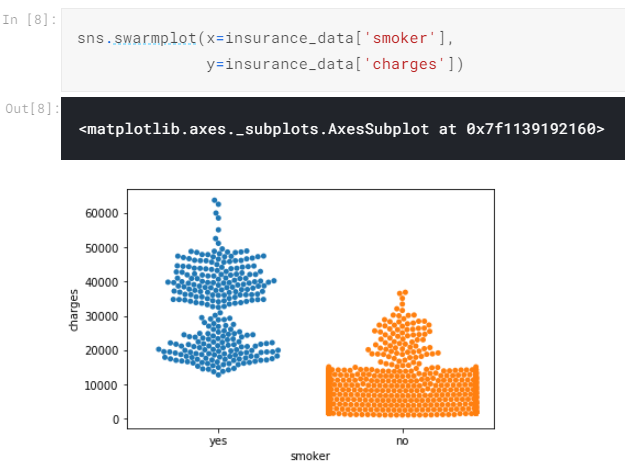 In [8]:
sns.swarmplot(x=insurance_data['smoker'],
y=insurance_data['charges'])
Out[8]:
<matplotlib.axes._subplots.AxesSubplot at 0x7f1139192160>
60000
50000
40000
30000
20000
10000
0
charges
yes
no
smoker